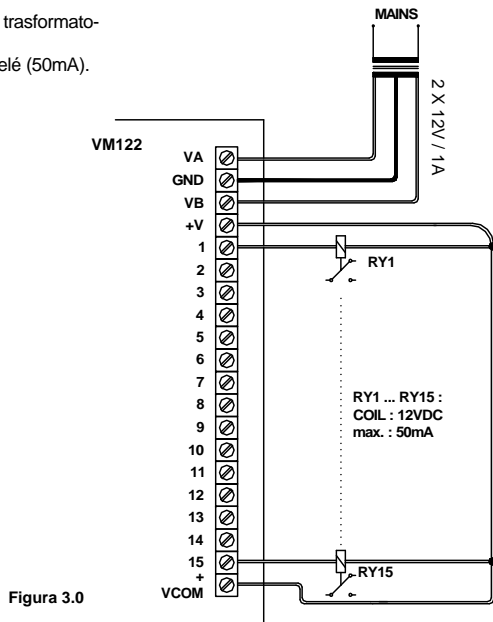 trasformato-
elé (50mA).
MAINS
2 X 12V / 1A
VM122
VA
GND
VB
+V
1
2
3
4
5
6
7
8
9
10
11
12
13
14
15
+
VCOM
RY1
RY1 ... RY15 :
COIL : 12VDC
max. : 50mA
RY15
Figura 3.0